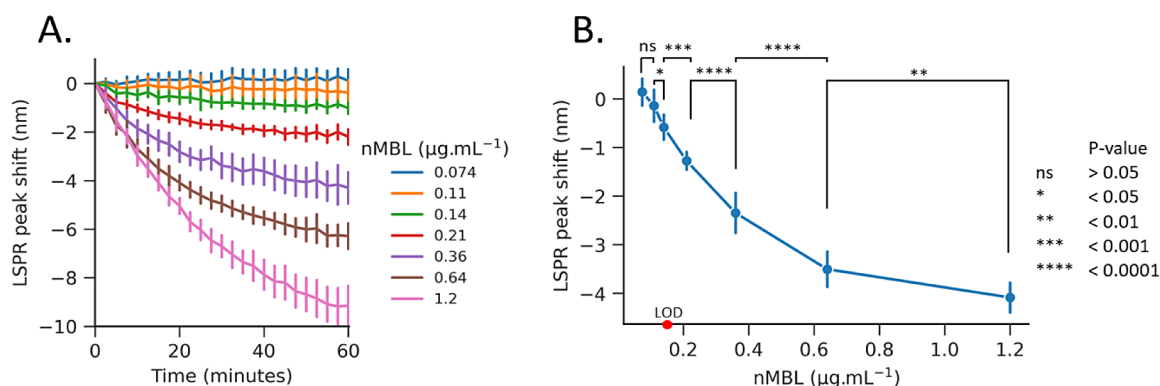 A.
LSPR peak shift (nm)
0
−2
−4
−6
−8
−10
0 20 40 60
Time (minutes)
nMBL (µg.mL⁻¹)
0.074
0.11
0.14
0.21
0.36
0.64
1.2
B.
ns *** ****
* **** **
LSPR peak shift (nm)
0
−1
−2
−3
−4
LOD
0.2 0.4 0.6 0.8 1.0 1.2
nMBL (µg.mL⁻¹)
P-value
ns > 0.05
* < 0.05
** < 0.01
*** < 0.001
**** < 0.0001